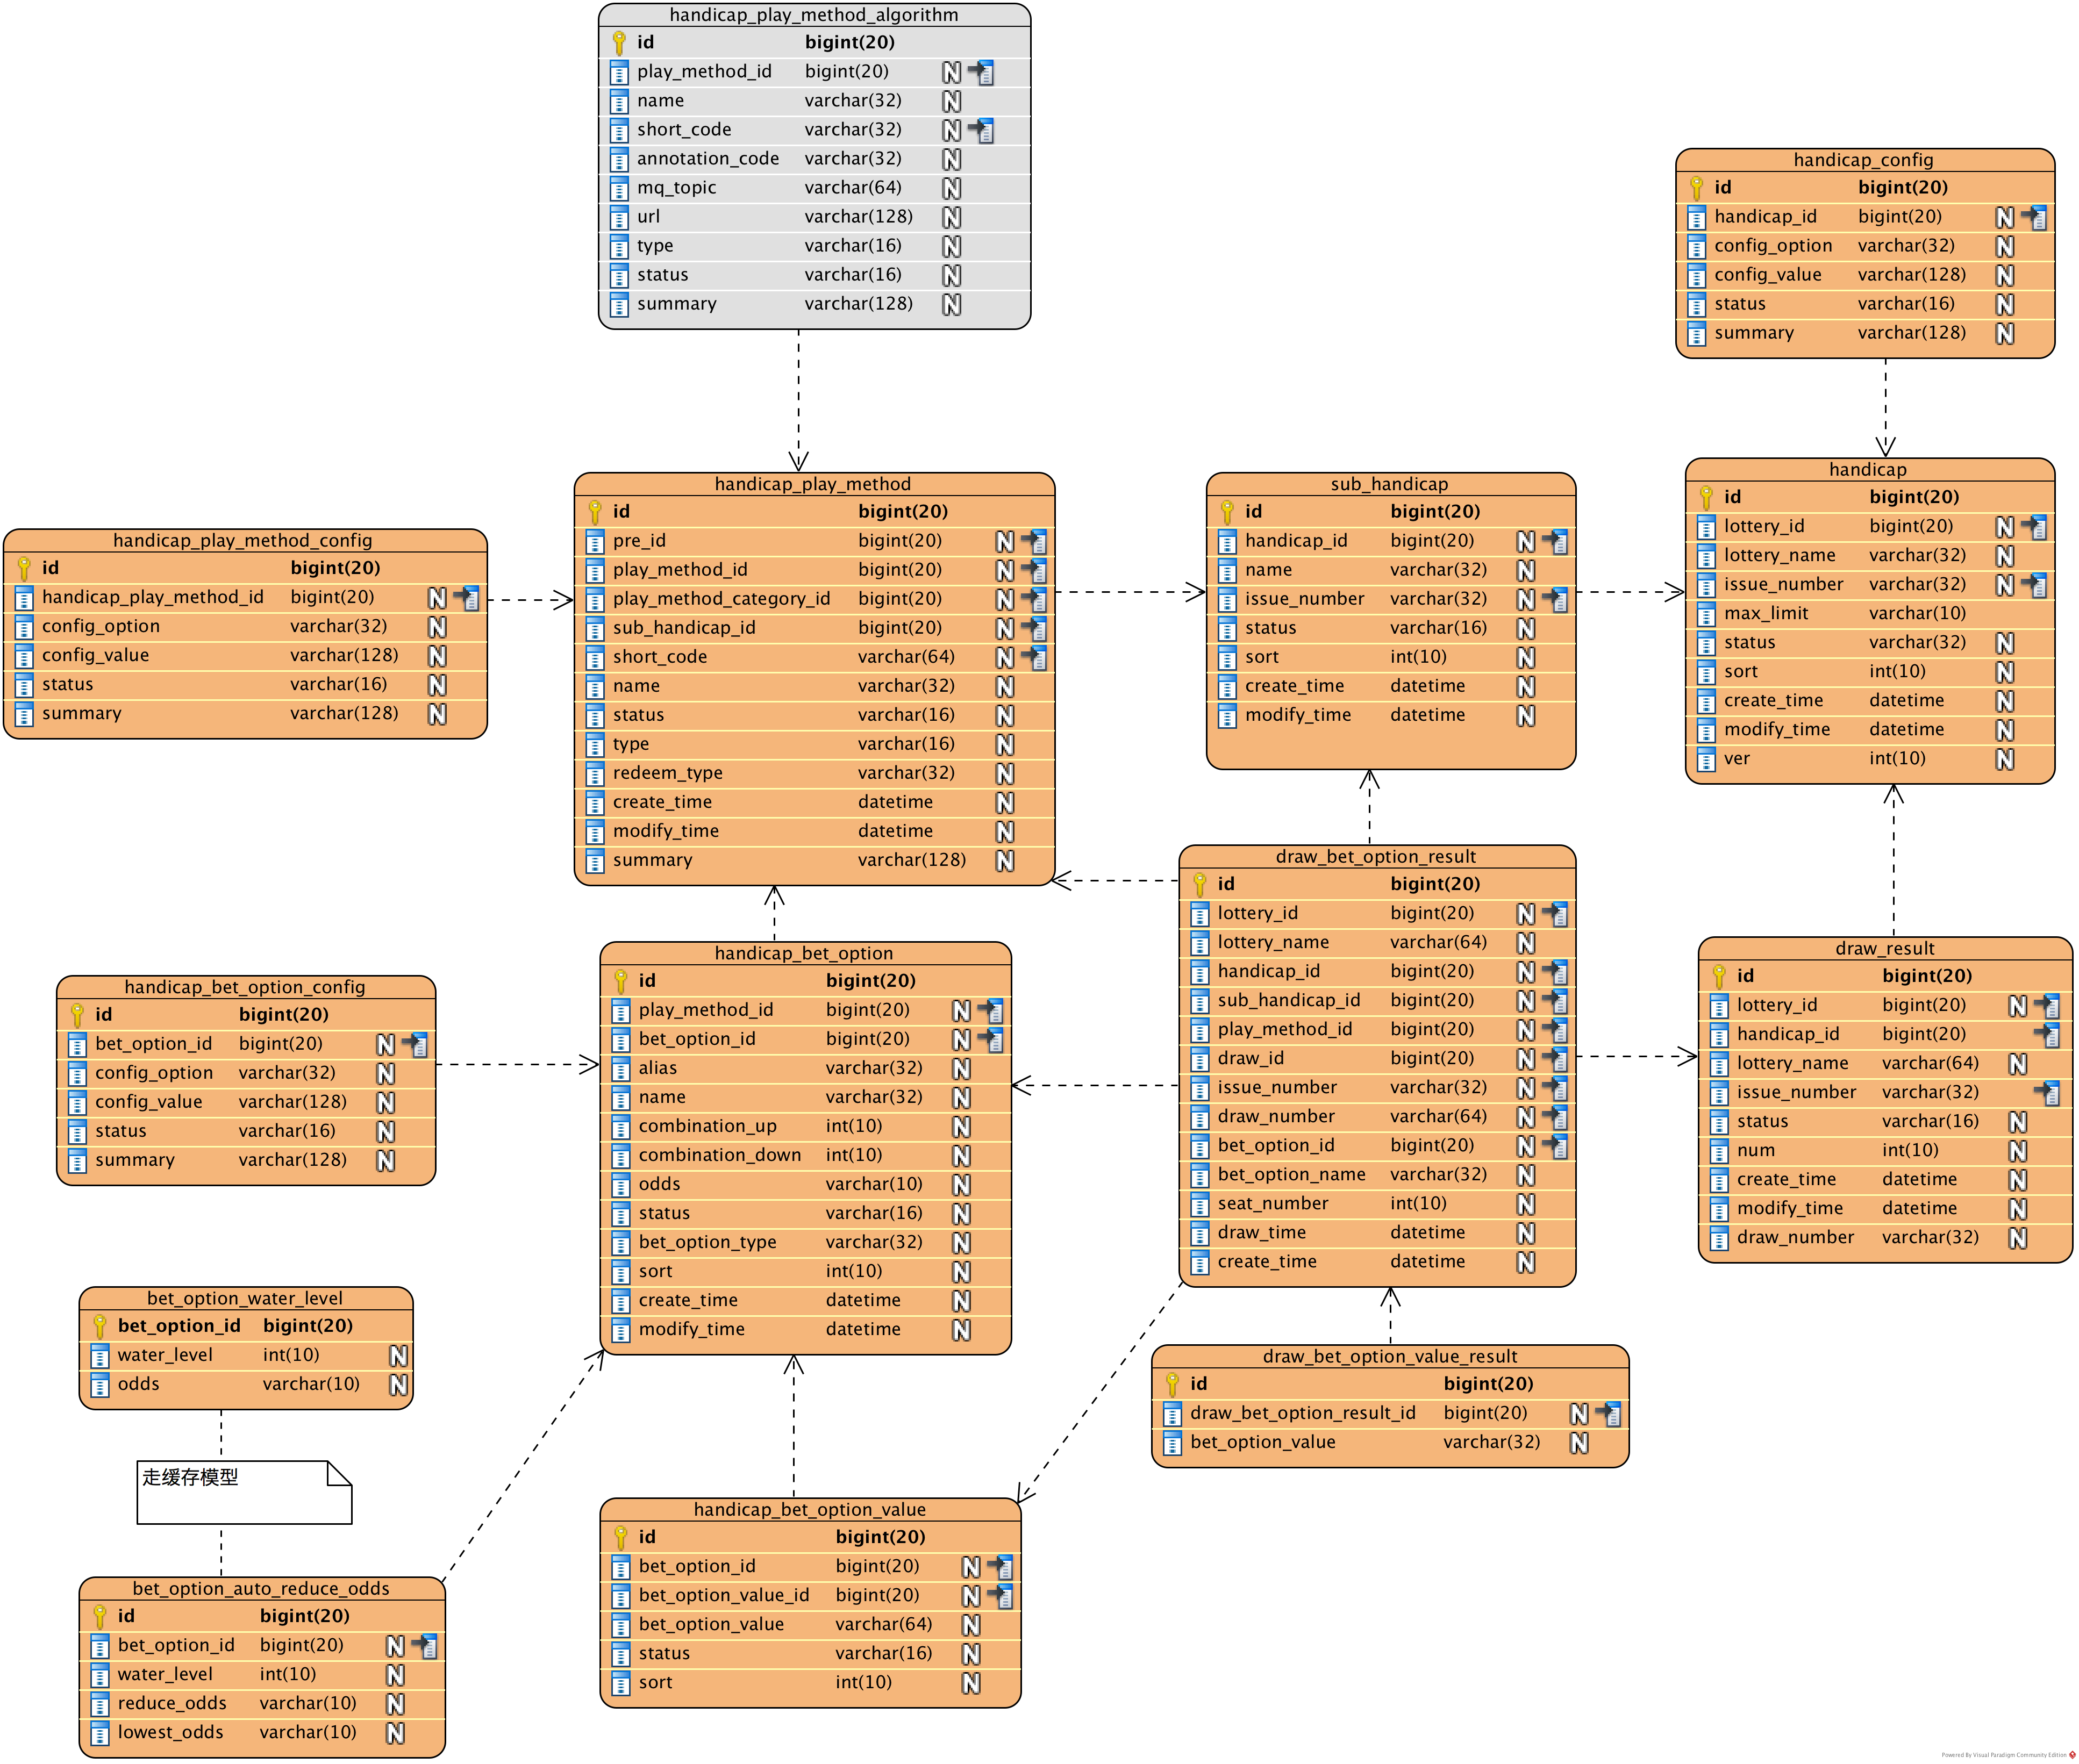 handicap_play_method_algorithm
id bigint(20)
play_method_id bigint(20) N
name varchar(32) N
short_code varchar(32) N
annotation_code varchar(32) N
mq_topic varchar(64) N
url varchar(128) N
type varchar(16) N
status varchar(16) N
summary varchar(128) N
handicap_config
id bigint(20)
handicap_id bigint(20) N
config_option varchar(32) N
config_value varchar(128) N
status varchar(16) N
summary varchar(128) N
handicap_play_method_config
id bigint(20)
handicap_play_method_id bigint(20) N
config_option varchar(32) N
config_value varchar(128) N
status varchar(16) N
summary varchar(128) N
handicap_play_method
id bigint(20)
pre_id bigint(20) N
play_method_id bigint(20) N
play_method_category_id bigint(20) N
sub_handicap_id bigint(20) N
short_code varchar(64) N
name varchar(32) N
status varchar(16) N
type varchar(16) N
redeem_type varchar(32) N
create_time datetime N
modify_time datetime N
summary varchar(128) N
sub_handicap
id bigint(20)
handicap_id bigint(20) N
name varchar(32) N
issue_number varchar(32) N
status varchar(16) N
sort int(10) N
create_time datetime N
modify_time datetime N
handicap
id bigint(20)
lottery_id bigint(20) N
lottery_name varchar(32) N
issue_number varchar(32) N
max_limit varchar(10)
status varchar(32) N
sort int(10) N
create_time datetime N
modify_time datetime N
ver int(10) N
handicap_bet_option_config
id bigint(20)
bet_option_id bigint(20) N
config_option varchar(32) N
config_value varchar(128) N
status varchar(16) N
summary varchar(128) N
handicap_bet_option
id bigint(20)
play_method_id bigint(20) N
bet_option_id bigint(20) N
alias varchar(32) N
name varchar(32) N
combination_up int(10) N
combination_down int(10) N
odds varchar(10) N
status varchar(16) N
bet_option_type varchar(32) N
sort int(10) N
create_time datetime N
modify_time datetime N
draw_bet_option_result
id bigint(20)
lottery_id bigint(20) N
lottery_name varchar(64) N
handicap_id bigint(20) N
sub_handicap_id bigint(20) N
play_method_id bigint(20) N
draw_id bigint(20) N
issue_number varchar(32) N
draw_number varchar(64) N
bet_option_id bigint(20) N
bet_option_name varchar(32) N
seat_number int(10) N
draw_time datetime N
create_time datetime N
draw_result
id bigint(20)
lottery_id bigint(20) N
handicap_id bigint(20)
lottery_name varchar(64) N
issue_number varchar(32)
status varchar(16) N
num int(10) N
create_time datetime N
modify_time datetime N
draw_number varchar(32) N
bet_option_water_level
bet_option_id bigint(20)
water_level int(10) N
odds varchar(10) N
走缓存模型
draw_bet_option_value_result
id bigint(20)
draw_bet_option_result_id bigint(20) N
bet_option_value varchar(32) N
bet_option_auto_reduce_odds
id bigint(20)
bet_option_id bigint(20) N
water_level int(10) N
reduce_odds varchar(10) N
lowest_odds varchar(10) N
handicap_bet_option_value
id bigint(20)
bet_option_id bigint(20) N
bet_option_value_id bigint(20) N
bet_option_value varchar(64) N
status varchar(16) N
sort int(10) N
Powered By Visual Paradigm Community Edition